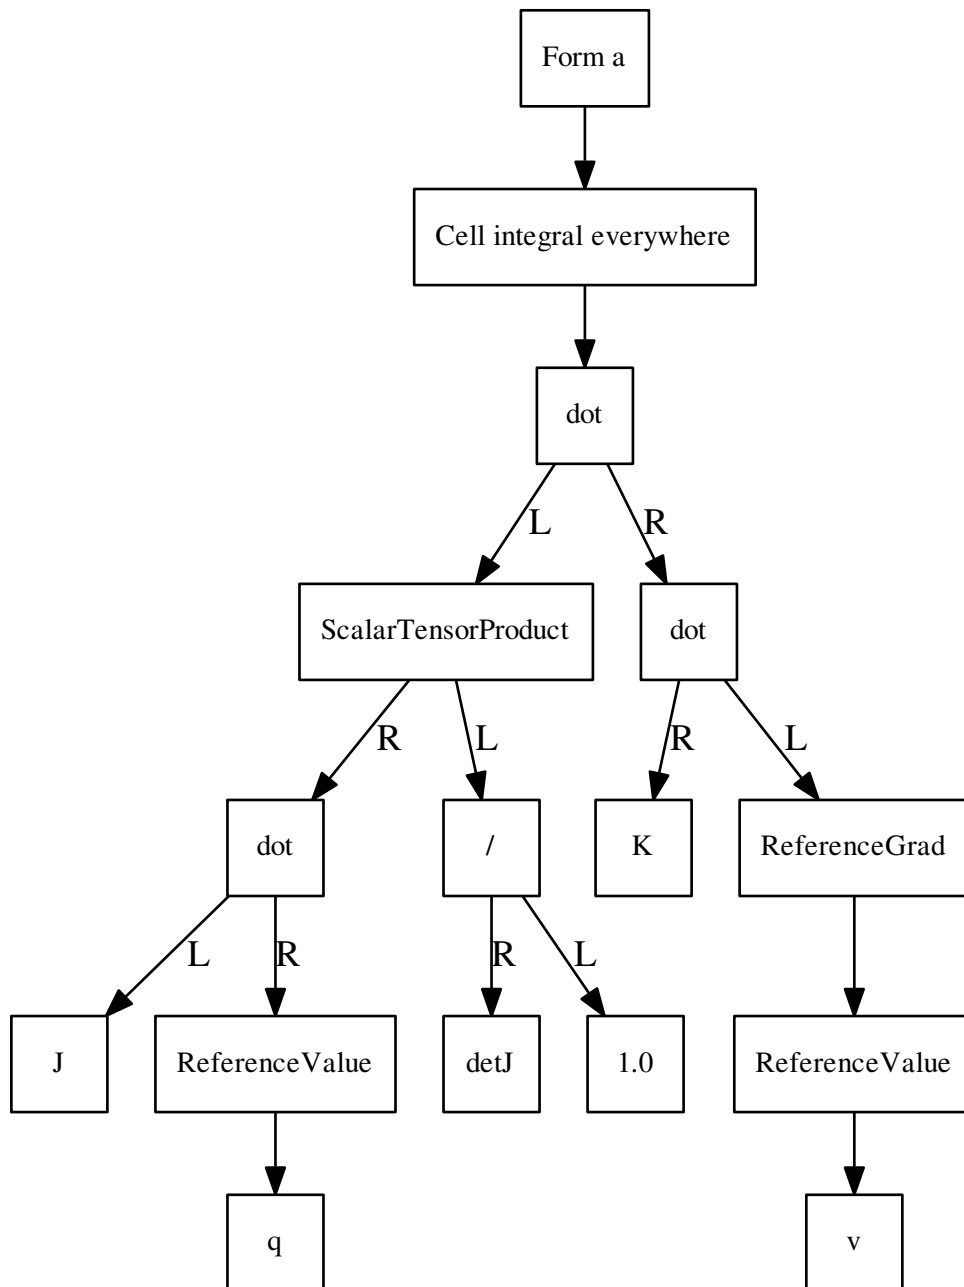 Form a
Cell integral everywhere
dot
L
R
ScalarTensorProduct
dot
R
L
R
L
dot
/
K
ReferenceGrad
L
R
R
L
J
ReferenceValue
detJ
1.0
ReferenceValue
q
v